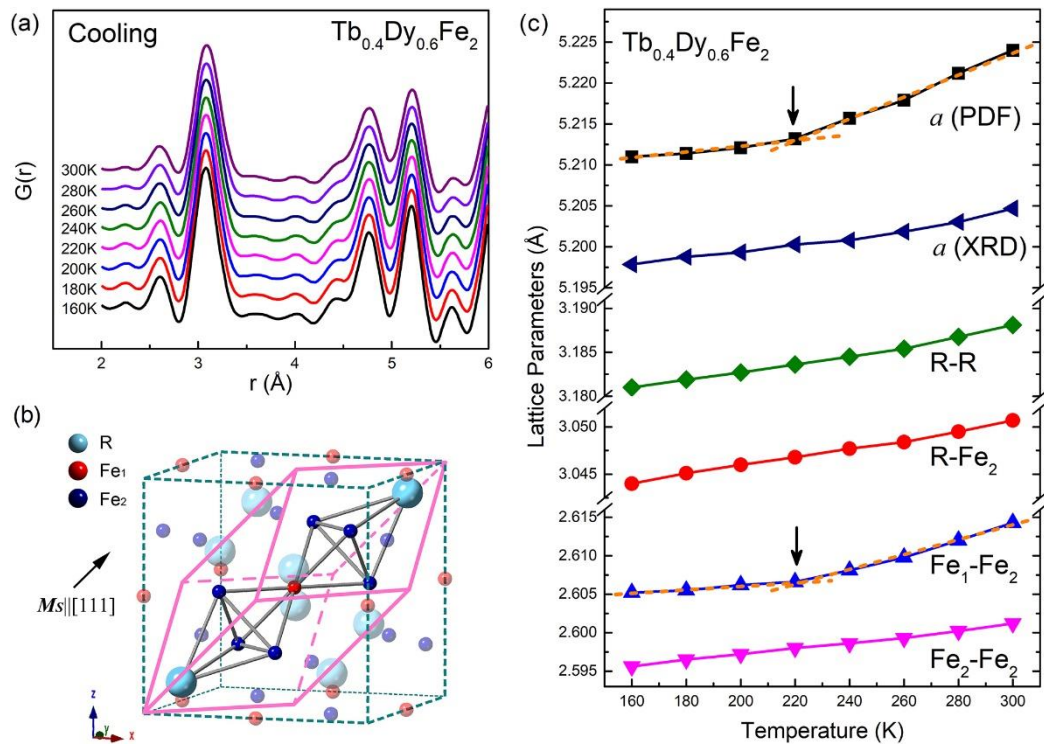 (a)
Cooling
Tb₀.₄Dy₀.₆Fe₂
G(r)
300K
280K
260K
240K
220K
200K
180K
160K
2 3 4 5 6
r (Å)
(b)
R
Fe₁
Fe₂
Ms||[111]
z
y
x
(c)
Tb₀.₄Dy₀.₆Fe₂
Lattice Parameters (Å)
5.225
5.220
5.215
5.210
5.205
5.200
5.195
3.190
3.185
3.180
3.050
3.045
2.615
2.610
2.605
2.600
2.595
a (PDF)
a (XRD)
R-R
R-Fe₂
Fe₁-Fe₂
Fe₂-Fe₂
160 180 200 220 240 260 280 300
Temperature (K)